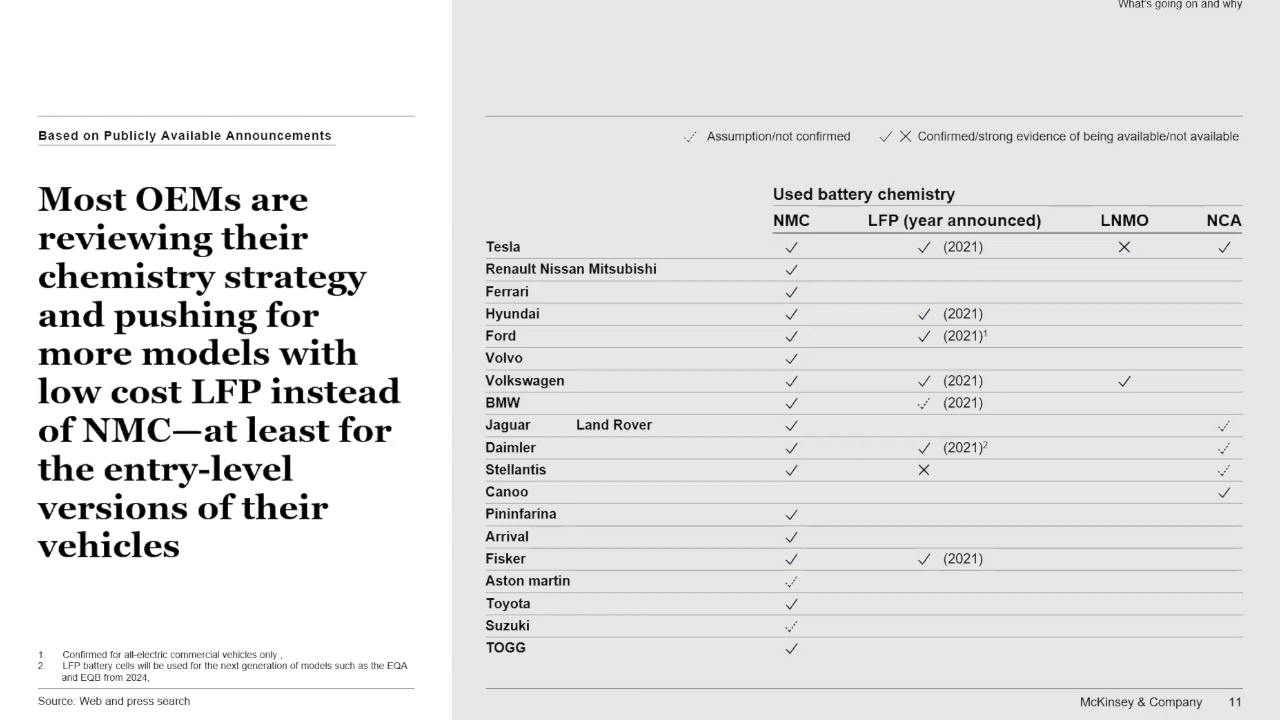 What's going on and why
Based on Publicly Available Announcements
Most OEMs are
reviewing their
chemistry strategy
and pushing for
more models with
low cost LFP instead
of NMC—at least for
the entry-level
versions of their
vehicles
1. Confirmed for all-electric commercial vehicles only ,
2. LFP battery cells will be used for the next generation of models such as the EQA
and EQB from 2024,
Source: Web and press search
✓ Assumption/not confirmed ✓ ✕ Confirmed/strong evidence of being available/not available
Used battery chemistry
NMC LFP (year announced) LNMO NCA
Tesla ✓ ✓ (2021) ✕ ✓
Renault Nissan Mitsubishi ✓
Ferrari ✓
Hyundai ✓ ✓ (2021)
Ford ✓ ✓ (2021)¹
Volvo ✓
Volkswagen ✓ ✓ (2021) ✓
BMW ✓ ✓ (2021)
Jaguar Land Rover ✓ ✓
Daimler ✓ ✓ (2021)² ✓
Stellantis ✓ ✕ ✓
Canoo ✓
Pininfarina ✓
Arrival ✓
Fisker ✓ ✓ (2021)
Aston martin ✓
Toyota ✓
Suzuki ✓
TOGG ✓
McKinsey & Company 11